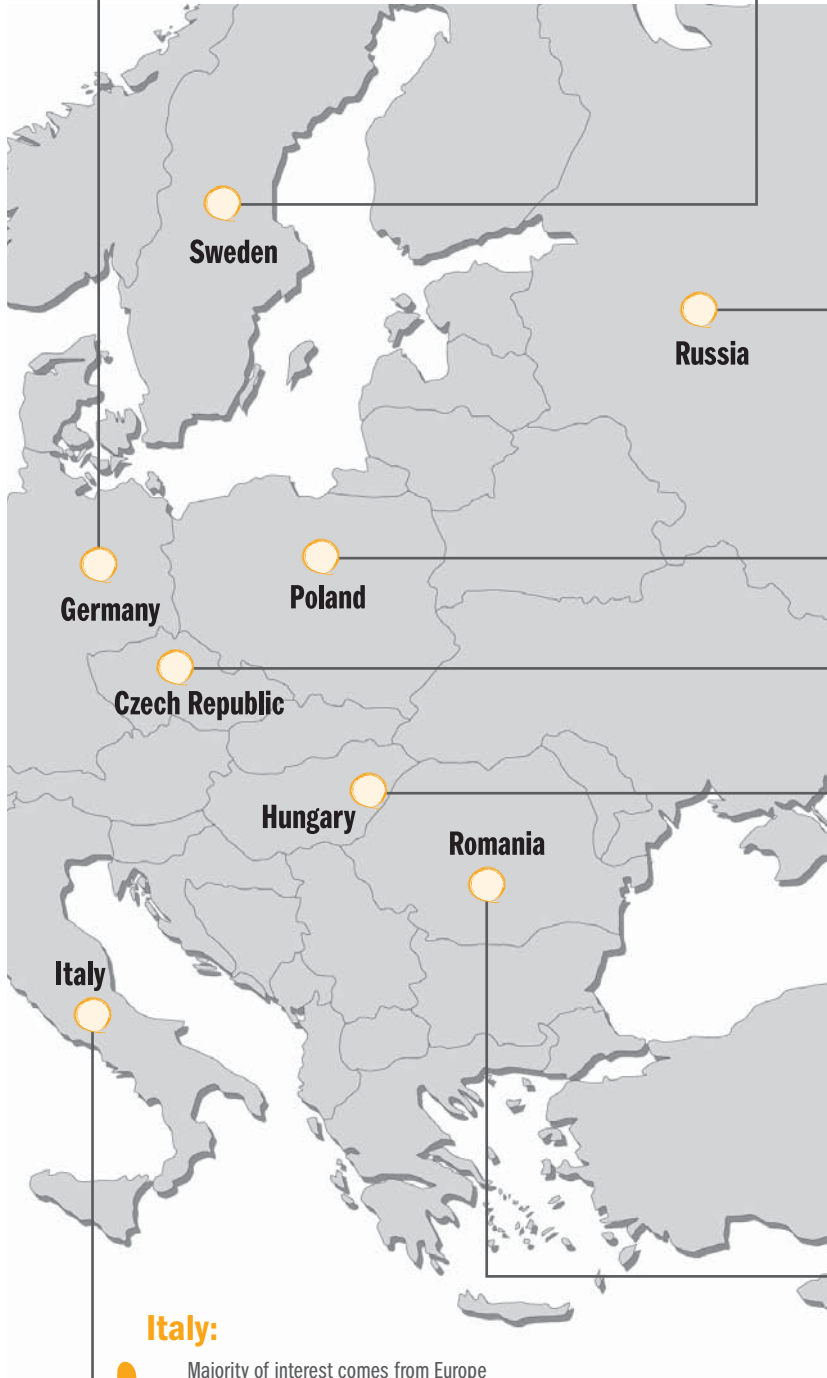 Sweden
Russia
Germany
Poland
Czech Republic
Hungary
Romania
Italy
Italy:
Majority of interest comes from Europe